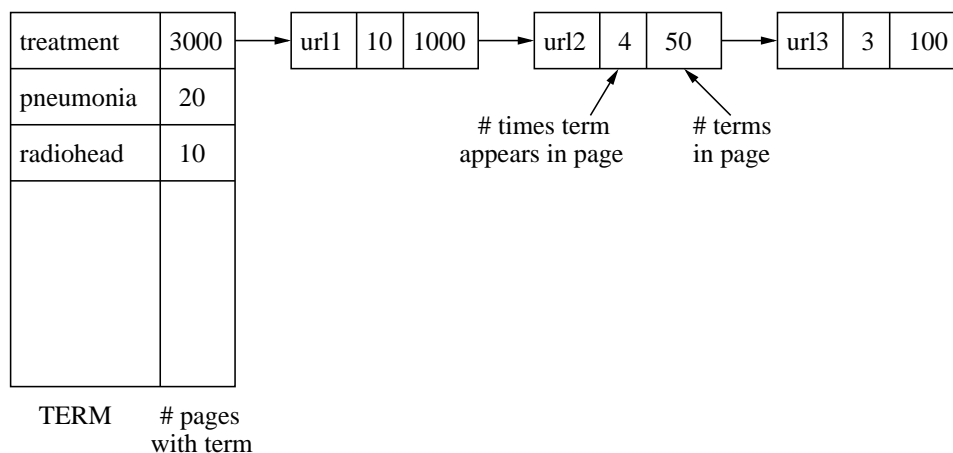 treatment 3000 url1 10 1000 url2 4 50 url3 3 100
pneumonia 20
radiohead 10
# times term
appears in page
# terms
in page
TERM
# pages
with term